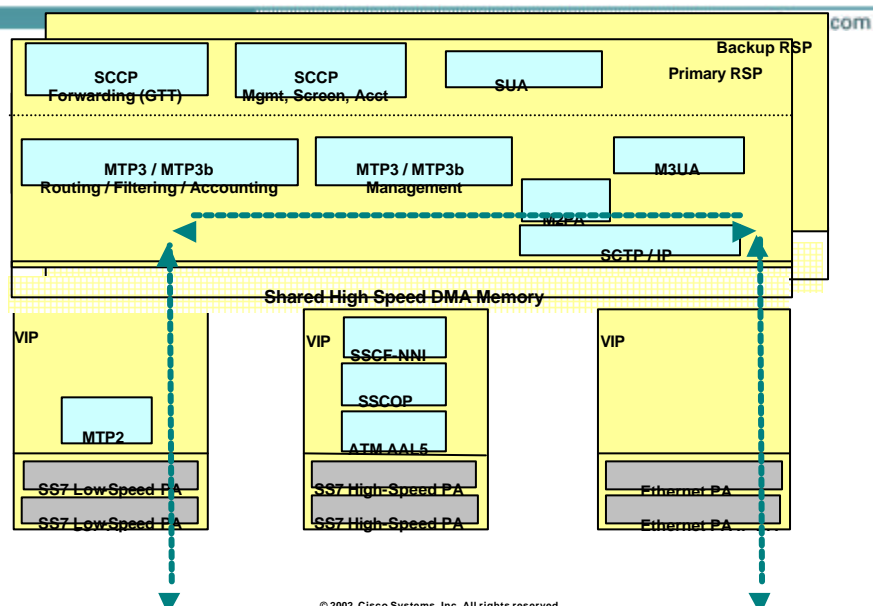 com
Backup RSP
Primary RSP
SCCP
Forwarding (GTT)
SCCP
Mgmt, Screen, Acct
SUA
MTP3 / MTP3b
Routing / Filtering / Accounting
MTP3 / MTP3b
Management
M3UA
M2PA
SCTP / IP
Shared High Speed DMA Memory
VIP
MTP2
SS7 Low Speed PA
SS7 Low Speed PA
VIP
SSCF-NNI
SSCOP
ATM AAL5
SS7 High-Speed PA
SS7 High-Speed PA
VIP
Ethernet PA
Ethernet PA
© 2002, Cisco Systems, Inc. All rights reserved